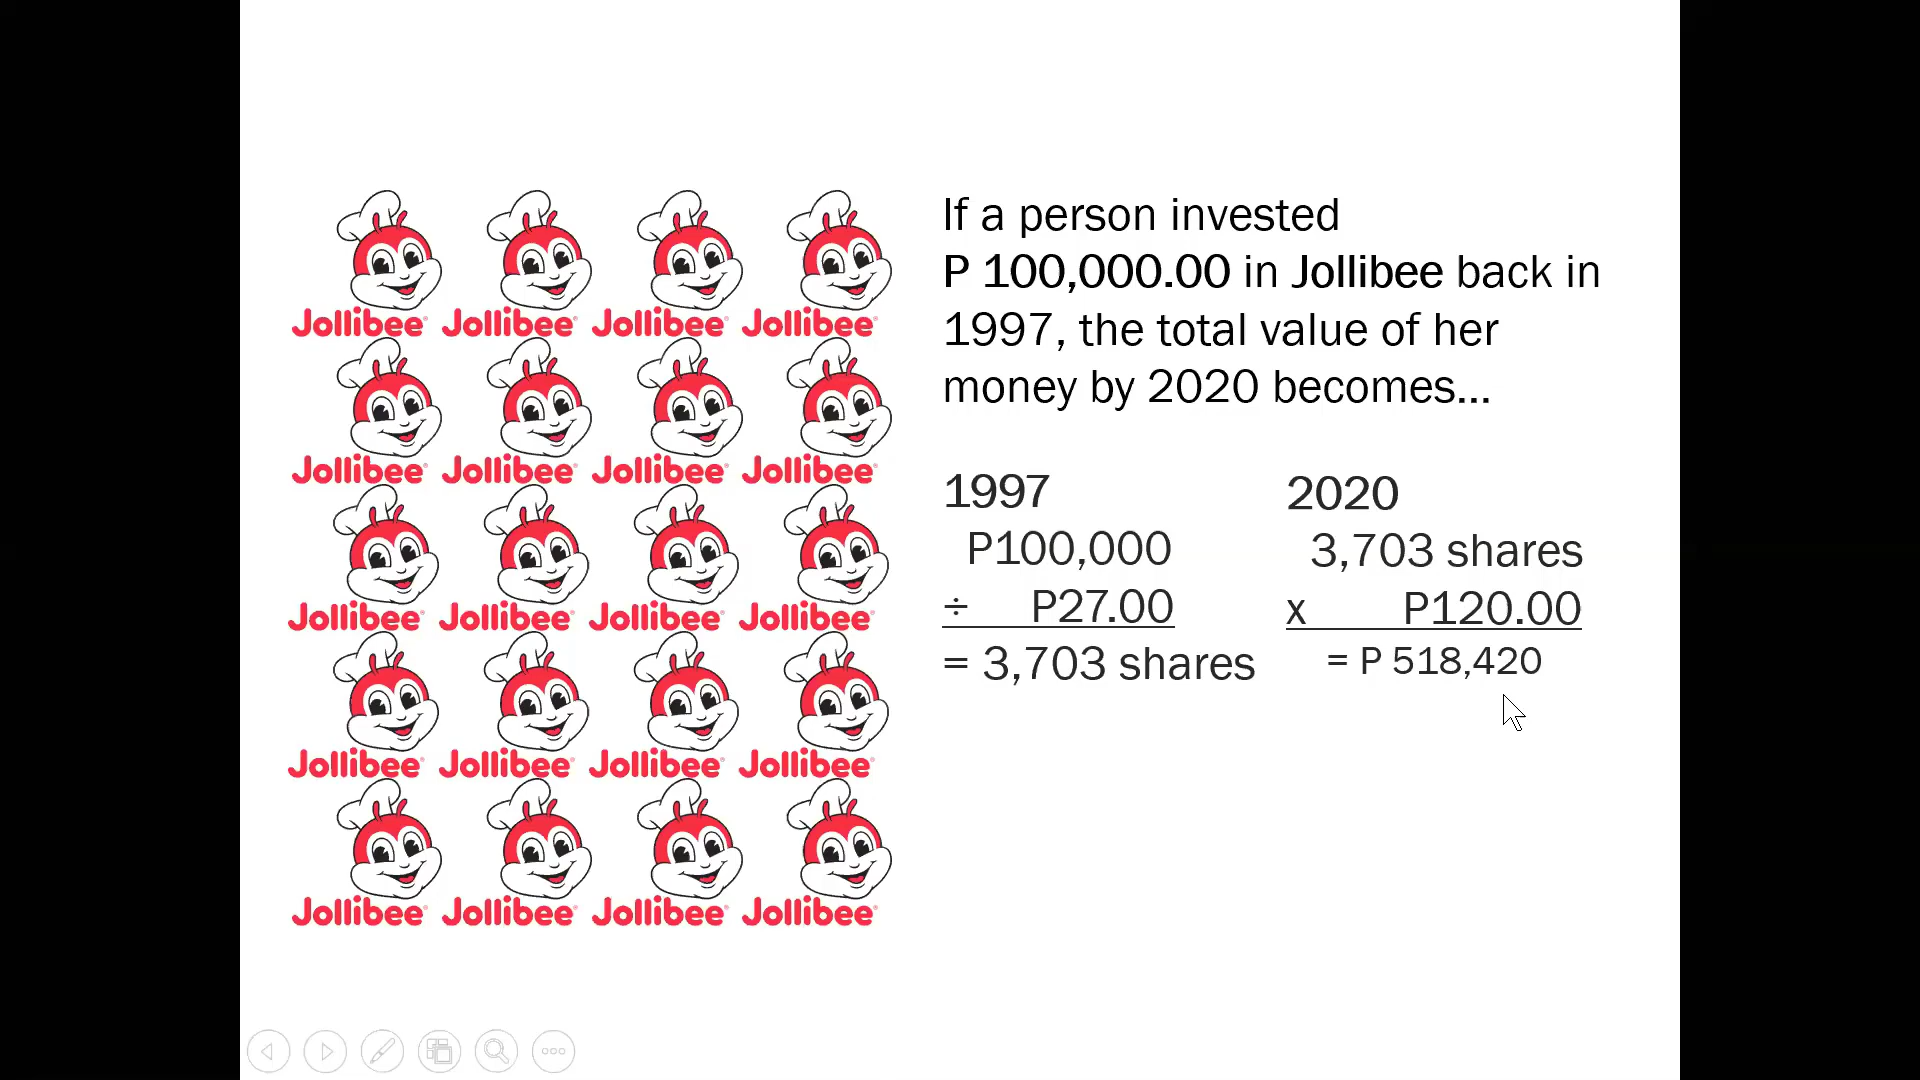 Jollibee Jollibee Jollibee Jollibee
Jollibee Jollibee Jollibee Jollibee
Jollibee Jollibee Jollibee Jollibee
Jollibee Jollibee Jollibee Jollibee
Jollibee Jollibee Jollibee Jollibee
If a person invested
P 100,000.00 in Jollibee back in
1997, the total value of her
money by 2020 becomes...
1997
P100,000
÷ P27.00
= 3,703 shares
2020
3,703 shares
x P120.00
= P 518,420